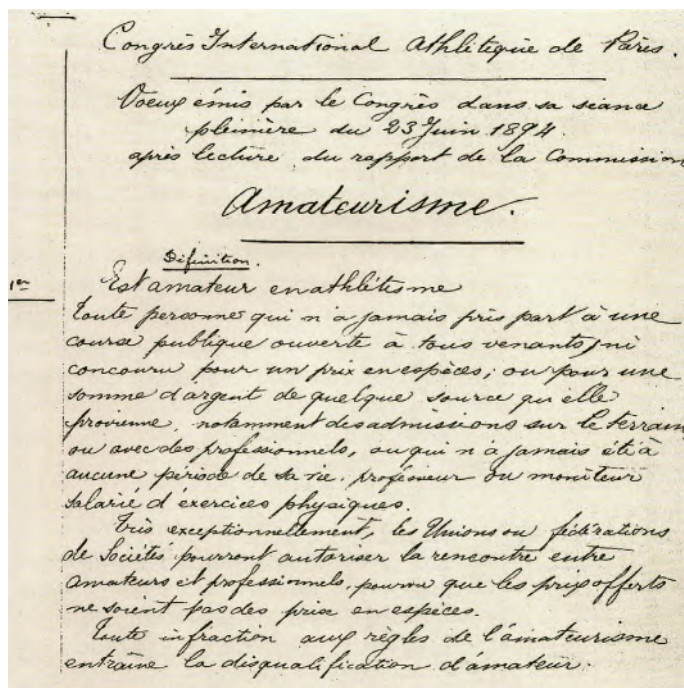 Congrès International Athlétique de Paris.
Voeux émis par le Congrès dans sa séance
pleinière du 23 Juin 1894.
après lecture du rapport de la Commission
Amateurisme.
Définition.
1er
Est amateur en athlétisme
toute personne qui n'a jamais pris part à une
course publique ouverte à tous venants, ni
concouru pour un prix en espèces; ou pour une
somme d'argent de quelque source qu'elle
provienne, notamment des admissions sur le terrain
ou avec des professionnels, ou qui n'a jamais été à
aucune période de sa vie, professeur ou moniteur
salarié d'éxercices physiques.
Très exceptionnellement, les Unions ou fédérations
de Sociétés pourront autoriser la rencontre entre
amateurs et professionnels, pourvu que les prix offerts
ne soient pas des prix en espèces.
Toute infraction aux règles de l'amateurisme
entraîne la disqualification d'amateur.